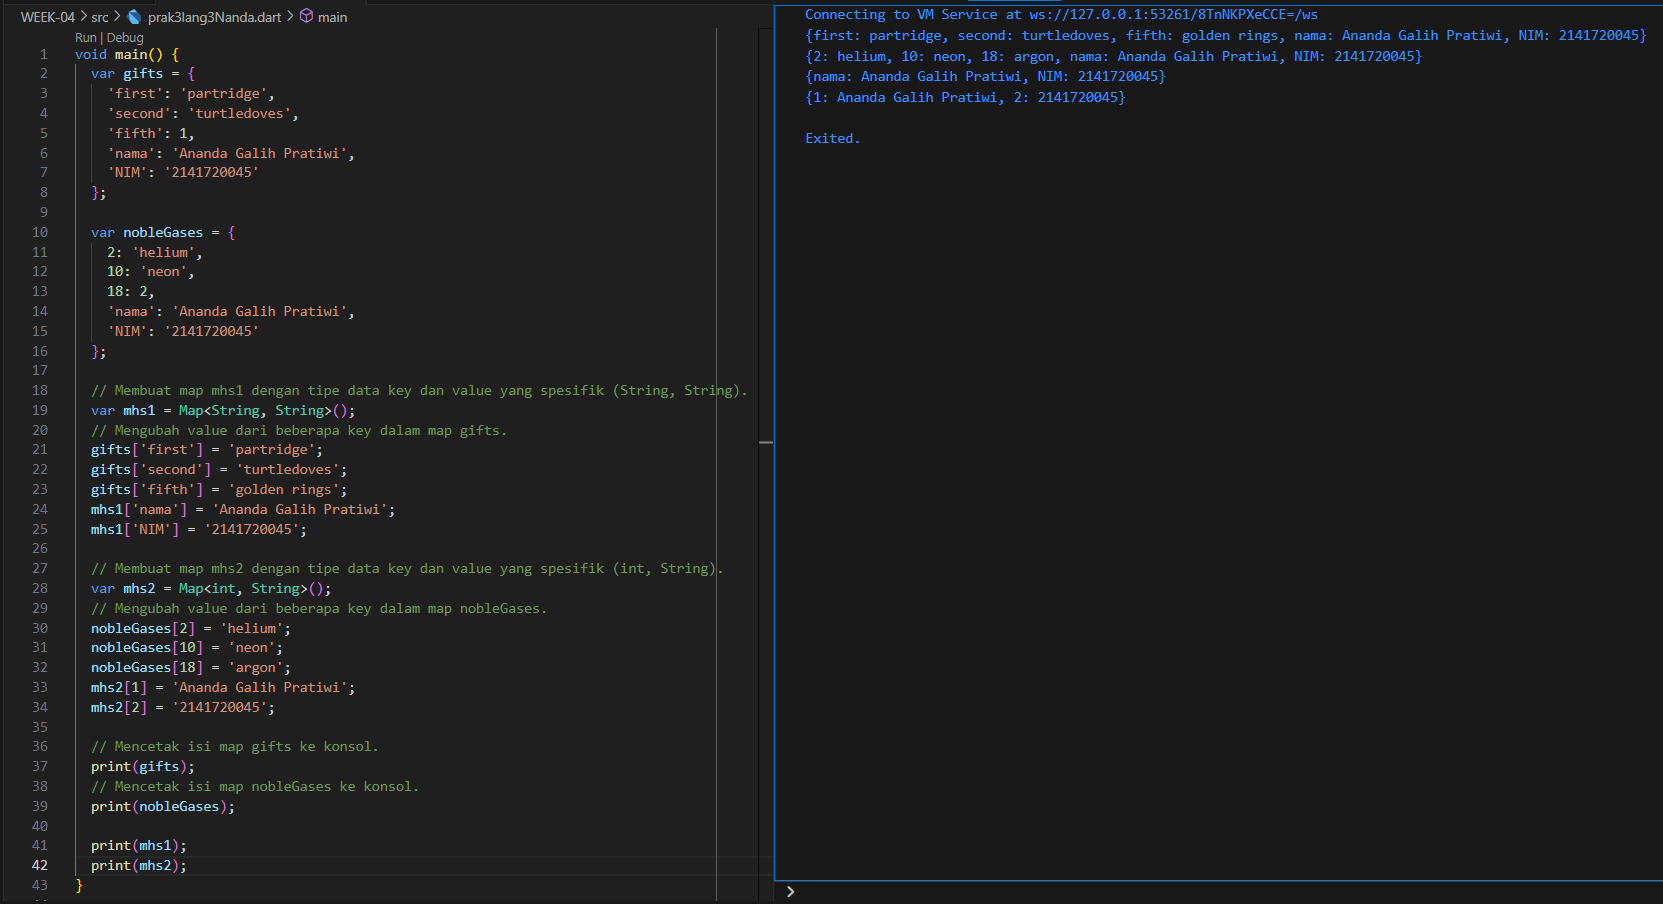 WEEK-04 > src > prak3lang3Nanda.dart > main
Run | Debug
1 void main() {
2 var gifts = {
3 'first': 'partridge',
4 'second': 'turtledoves',
5 'fifth': 1,
6 'nama': 'Ananda Galih Pratiwi',
7 'NIM': '2141720045'
8 };
9
10 var nobleGases = {
11 2: 'helium',
12 10: 'neon',
13 18: 2,
14 'nama': 'Ananda Galih Pratiwi',
15 'NIM': '2141720045'
16 };
17
18 // Membuat map mhs1 dengan tipe data key dan value yang spesifik (String, String).
19 var mhs1 = Map<String, String>();
20 // Mengubah value dari beberapa key dalam map gifts.
21 gifts['first'] = 'partridge';
22 gifts['second'] = 'turtledoves';
23 gifts['fifth'] = 'golden rings';
24 mhs1['nama'] = 'Ananda Galih Pratiwi';
25 mhs1['NIM'] = '2141720045';
26
27 // Membuat map mhs2 dengan tipe data key dan value yang spesifik (int, String).
28 var mhs2 = Map<int, String>();
29 // Mengubah value dari beberapa key dalam map nobleGases.
30 nobleGases[2] = 'helium';
31 nobleGases[10] = 'neon';
32 nobleGases[18] = 'argon';
33 mhs2[1] = 'Ananda Galih Pratiwi';
34 mhs2[2] = '2141720045';
35
36 // Mencetak isi map gifts ke konsol.
37 print(gifts);
38 // Mencetak isi map nobleGases ke konsol.
39 print(nobleGases);
40
41 print(mhs1);
42 print(mhs2);
43 }
Connecting to VM Service at ws://127.0.0.1:53261/8TnNKPXeCCE=/ws
{first: partridge, second: turtledoves, fifth: golden rings, nama: Ananda Galih Pratiwi, NIM: 2141720045}
{2: helium, 10: neon, 18: argon, nama: Ananda Galih Pratiwi, NIM: 2141720045}
{nama: Ananda Galih Pratiwi, NIM: 2141720045}
{1: Ananda Galih Pratiwi, 2: 2141720045}
Exited.
>